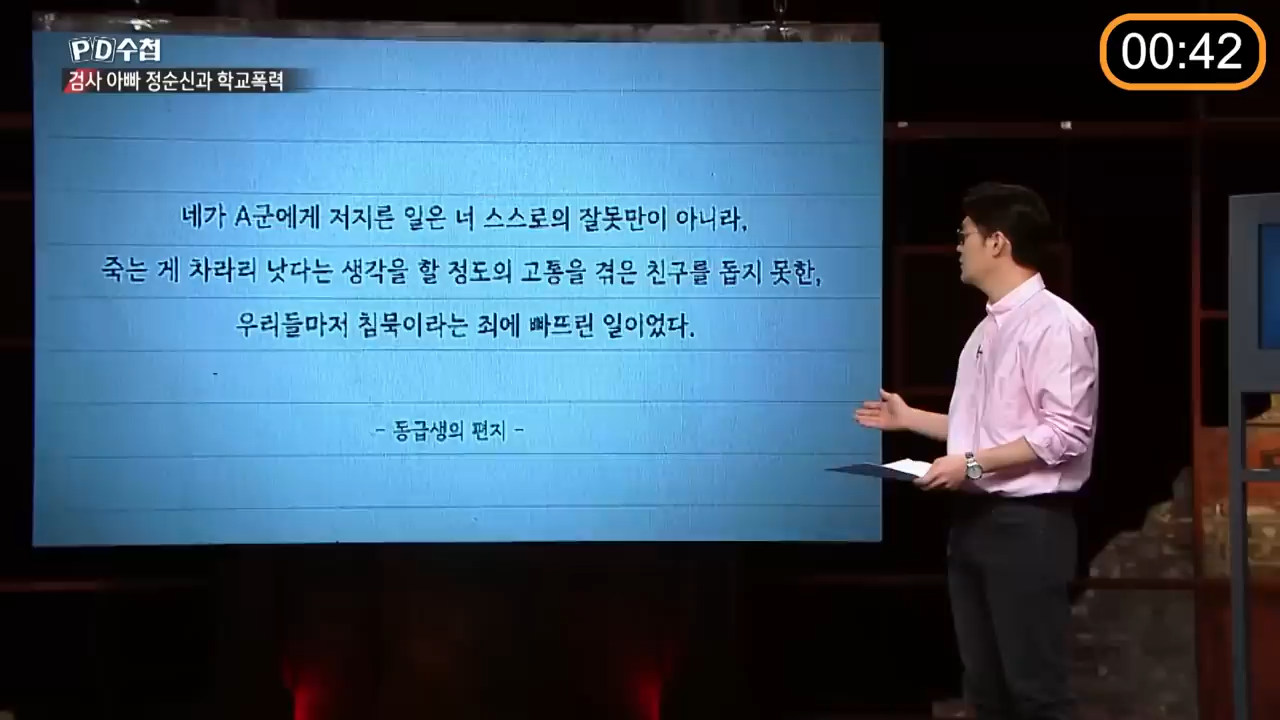 PD수첩
검사 아빠 정순신과 학교폭력
00:42
네가 A군에게 저지른 일은 너 스스로의 잘못만이 아니라,
죽는 게 차라리 낫다는 생각을 할 정도의 고통을 겪은 친구를 돕지 못한,
우리들마저 침묵이라는 죄에 빠뜨린 일이었다.
- 동급생의 편지 -